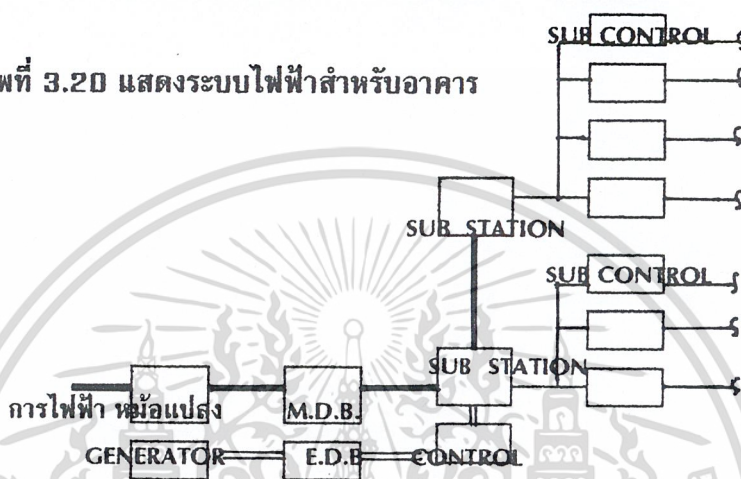 SUB CONTROL
พที่ 3.20 แสดงระบบไฟฟ้าสำหรับอาคาร
SUB STATION
SUB CONTROL
SUB STATION
การไฟฟ้า หม้อแปลง M.D.B.
GENERATOR E.D.B CONTROL